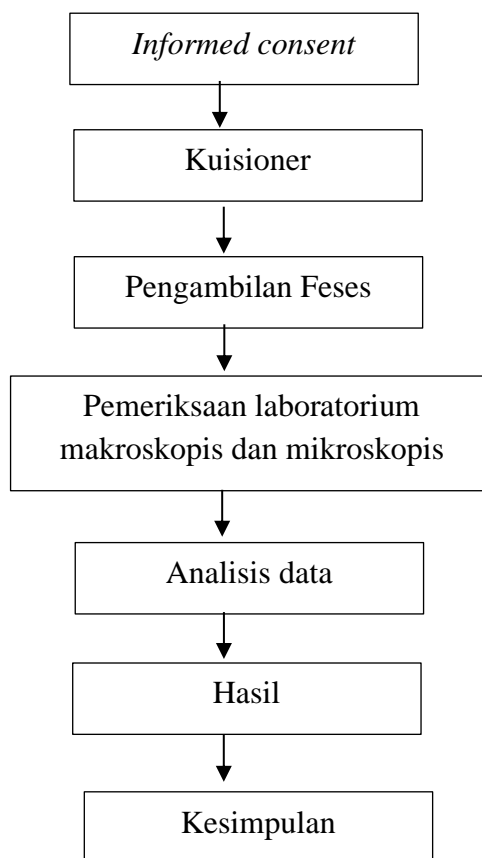 Informed consent
Kuisioner
Pengambilan Feses
Pemeriksaan laboratorium
makroskopis dan mikroskopis
Analisis data
Hasil
Kesimpulan